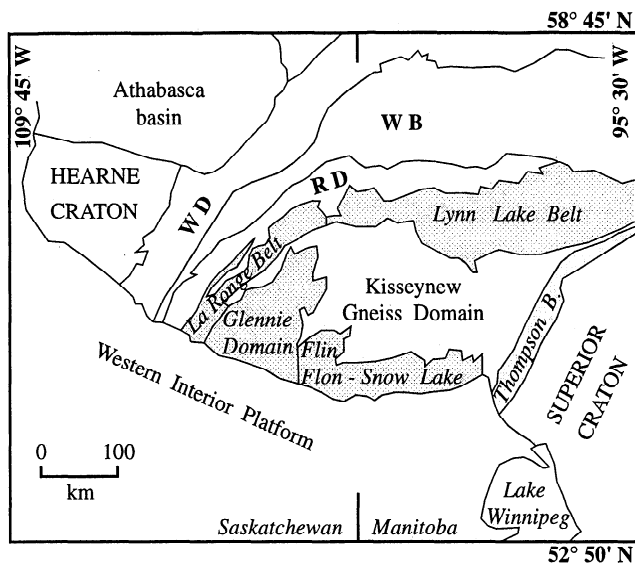 58° 45' N
109° 45' W
95° 30' W
Athabasca
basin
W B
HEARNE
CRATON
W D
R D
Lynn Lake Belt
La Ronge Belt
Kisseynew
Gneiss Domain
Glennie
Domain
Flin
Flon - Snow Lake
Thompson B.
SUPERIOR
CRATON
Western Interior Platform
0 100
km
Lake
Winnipeg
Saskatchewan
Manitoba
52° 50' N